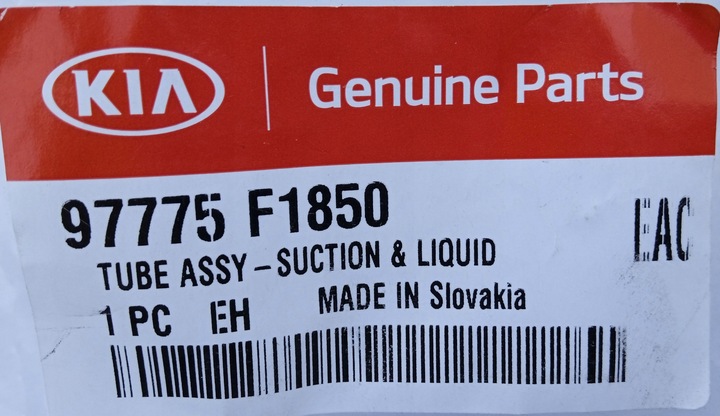 KIA Genuine Parts
97775 F1850
EAC
TUBE ASSY - SUCTION & LIQUID
1 PC EH MADE IN Slovakia